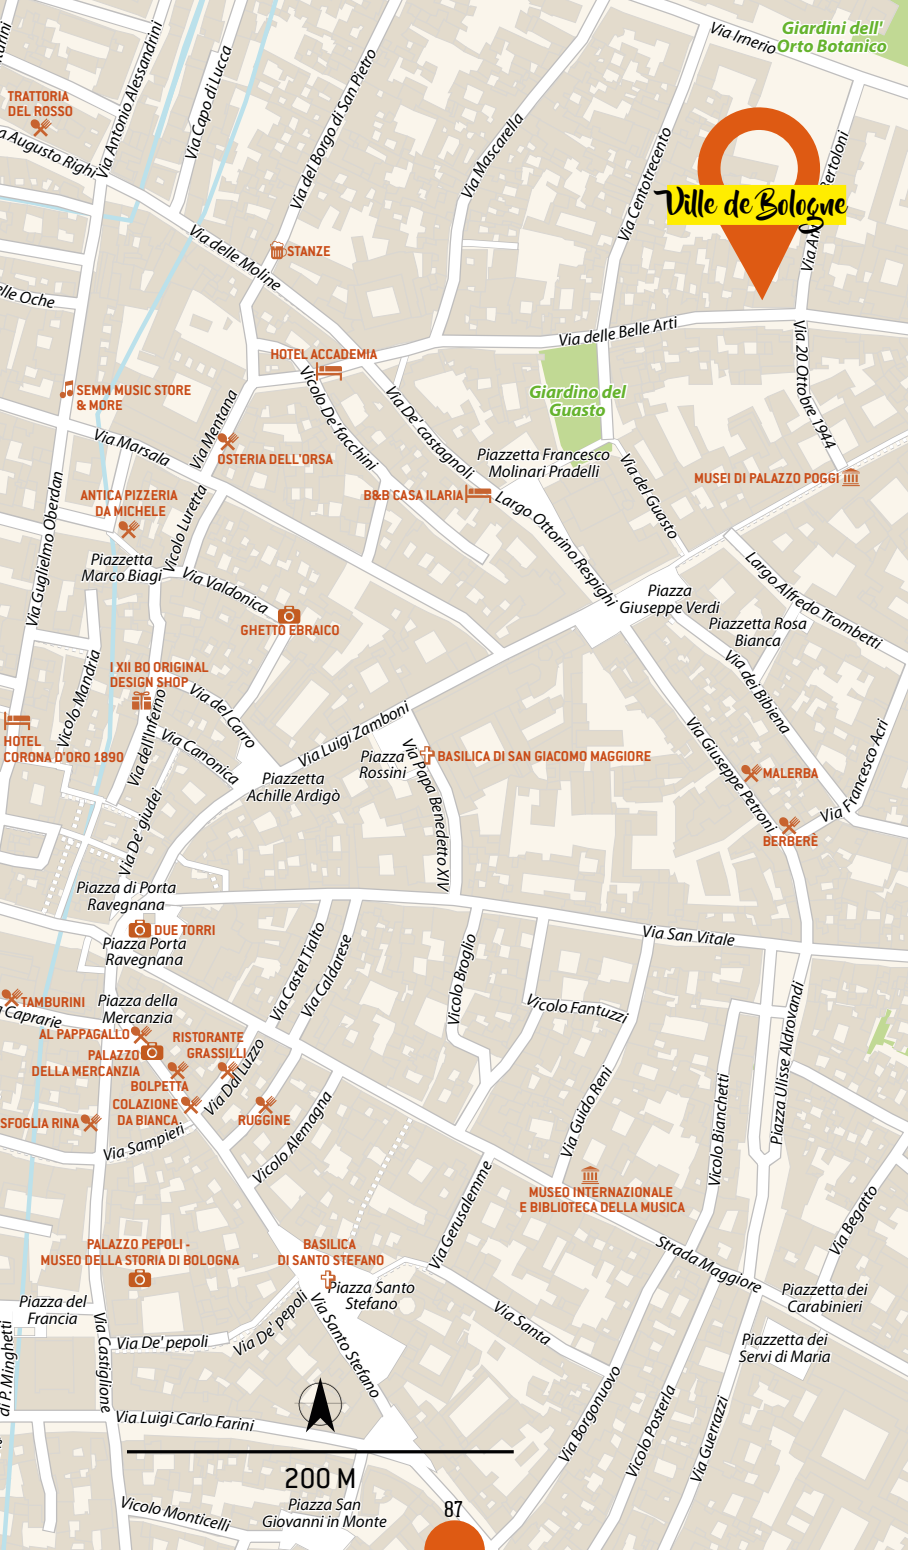 Giardini dell'
Orto Botanico
Via Irnerio
TRATTORIA
DEL ROSSO
Augusto Righi
Via Antonio Alessandrini
Via Capo di Lucca
Via del Borgo di San Pietro
Via Mascarella
Via Centotrecento
Ville de Bologne
Bertoloni
STANZE
Via delle Moline
elle Oche
Via delle Belle Arti
Via 20 Ottobre 1944
HOTEL ACCADEMIA
Giardino del
Guasto
SEMM MUSIC STORE
& MORE
Vicolo De' facchini
Via De' castagnoli
Via Mentana
Via Marsala
OSTERIA DELL'ORSA
Piazzetta Francesco
Molinari Pradelli
Via del Guasto
MUSEI DI PALAZZO POGGI
B&B CASA ILARIA
ANTICA PIZZERIA
DA MICHELE
Largo Ottorino Respighi
Via Guglielmo Oberdan
Vicolo Luretta
Piazzetta
Marco Biagi
Via Valdonica
Largo Alfredo Trombetti
Piazza
Giuseppe Verdi
Piazzetta Rosa
Bianca
GHETTO EBRAICO
I XII BO ORIGINAL
DESIGN SHOP
Vicolo Mandria
Via del Carro
Via dell'Inferno
Via Canonica
Via dei Bibiena
HOTEL
CORONA D'ORO 1890
Via Luigi Zamboni
Piazza
Rossini
Via Papa Benedetto XIV
BASILICA DI SAN GIACOMO MAGGIORE
Via Giuseppe Petroni
Via Francesco Acri
MALERBA
Piazzetta
Achille Ardigò
Via De' giudei
BERBERÈ
Piazza di Porta
Ravegnana
DUE TORRI
Piazza Porta
Ravegnana
Via Castel Tialto
Via Caldarese
Vicolo Broglio
Via San Vitale
Vicolo Fantuzzi
Piazza Ulisse Aldrovandi
TAMBURINI
Caprarie
Piazza della
Mercanzia
AL PAPPAGALLO
RISTORANTE
GRASSILLI
PALAZZO
DELLA MERCANZIA
BOLPETTA
Via Dal Luzzo
COLAZIONE
DA BIANCA
SFOGLIA RINA
RUGGINE
Via Sampieri
Vicolo Alemagna
Via Guido Reni
Vicolo Bianchetti
MUSEO INTERNAZIONALE
E BIBLIOTECA DELLA MUSICA
Via Gerusalemme
Via Begatto
Strada Maggiore
PALAZZO PEPOLI -
MUSEO DELLA STORIA DI BOLOGNA
BASILICA
DI SANTO STEFANO
Piazza Santo
Stefano
Piazzetta dei
Carabinieri
Piazza del
Francia
Via Castiglione
Via De' pepoli
Via De' pepoli
Via Santo Stefano
Via Santa
Piazzetta dei
Servi di Maria
di P. Minghetti
Via Borgonuovo
Vicolo Posterla
Via Guerrazzi
Via Luigi Carlo Farini
200 M
Vicolo Monticelli
Piazza San
Giovanni in Monte
87